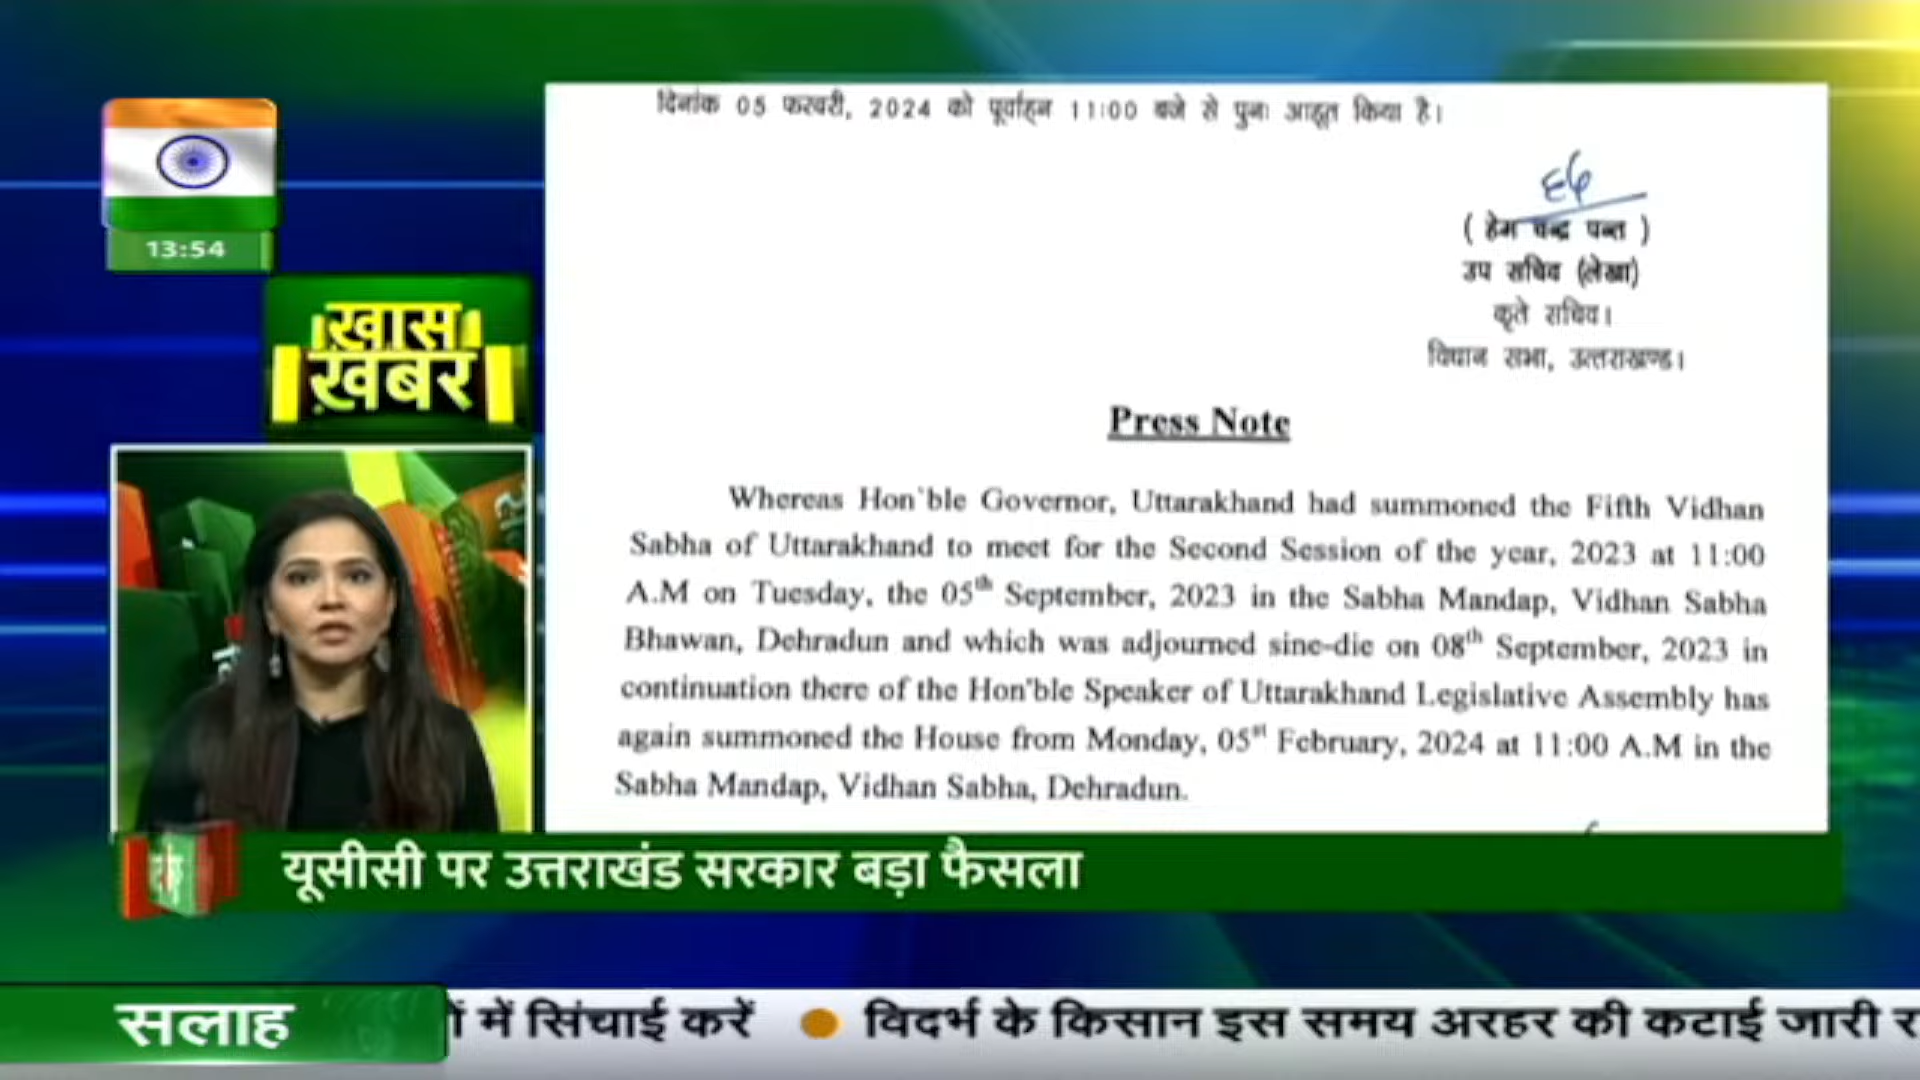 दिनांक 05 फरवरी, 2024 को पूर्वाहन 11:00 बजे से पुनः आहूत किया है।
13:54
( हेम चन्द्र पन्त )
उप सचिव (लेखा)
कृते सचिव।
विधान सभा, उत्तराखण्ड।
ख़ास
ख़बर
Press Note
Whereas Hon'ble Governor, Uttarakhand had summoned the Fifth Vidhan
Sabha of Uttarakhand to meet for the Second Session of the year, 2023 at 11:00
A.M on Tuesday, the 05th September, 2023 in the Sabha Mandap, Vidhan Sabha
Bhawan, Dehradun and which was adjourned sine-die on 08th September, 2023 in
continuation there of the Hon'ble Speaker of Uttarakhand Legislative Assembly has
again summoned the House from Monday, 05st February, 2024 at 11:00 A.M in the
Sabha Mandap, Vidhan Sabha, Dehradun.
यूसीसी पर उत्तराखंड सरकार बड़ा फैसला
सलाह
में सिंचाई करें ● विदर्भ के किसान इस समय अरहर की कटाई जारी